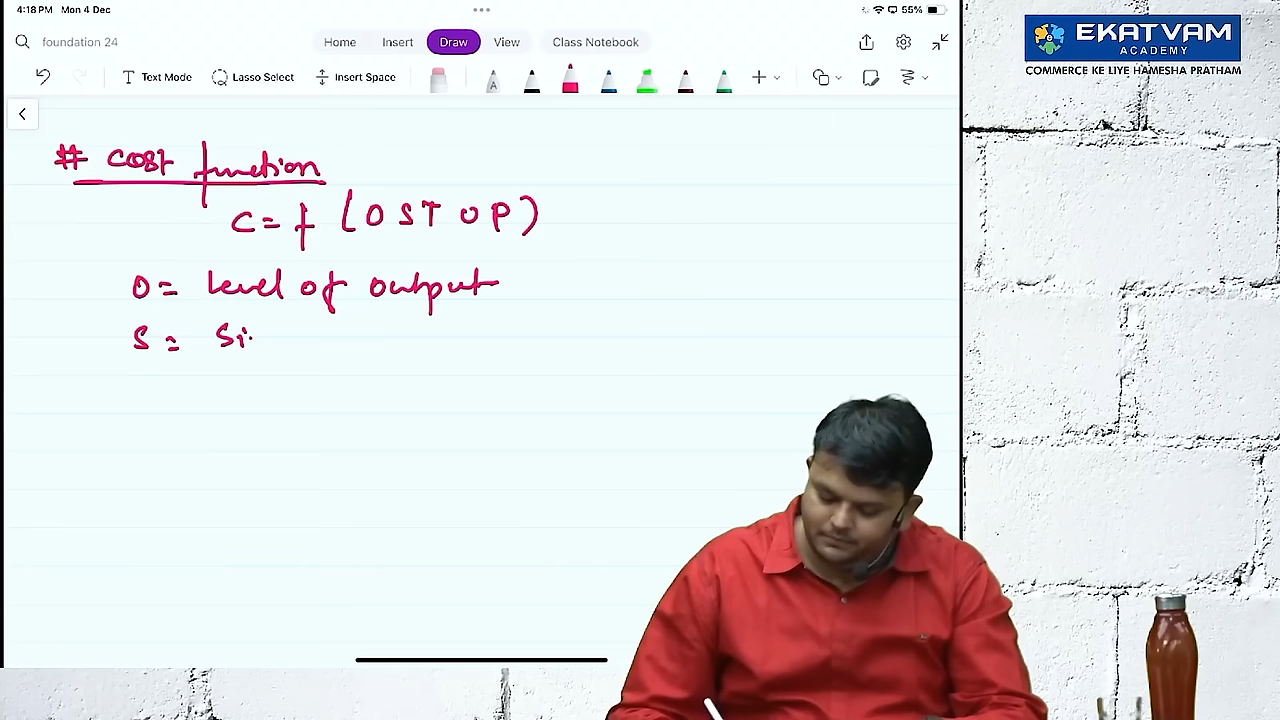 4:18 PM Mon 4 Dec
55%
foundation 24
Home Insert Draw View Class Notebook
Text Mode Lasso Select Insert Space
EKATVAM
ACADEMY
COMMERCE KE LIYE HAMESHA PRATHAM
# Cost function
C = f (O S T O P)
O = Level of output
S = Si